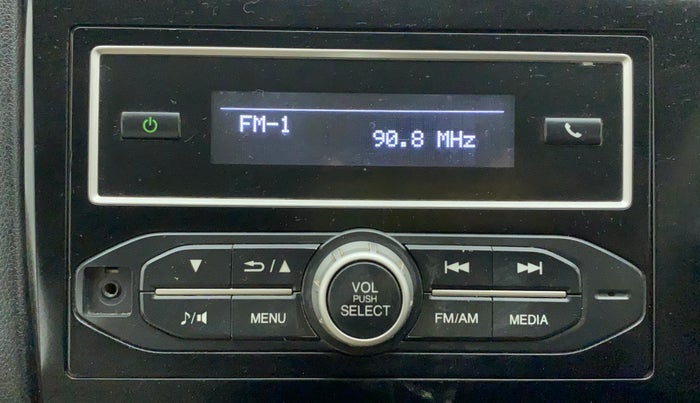 FM-1
90.8 MHz
VOL
PUSH
SELECT
MENU
FM/AM
MEDIA